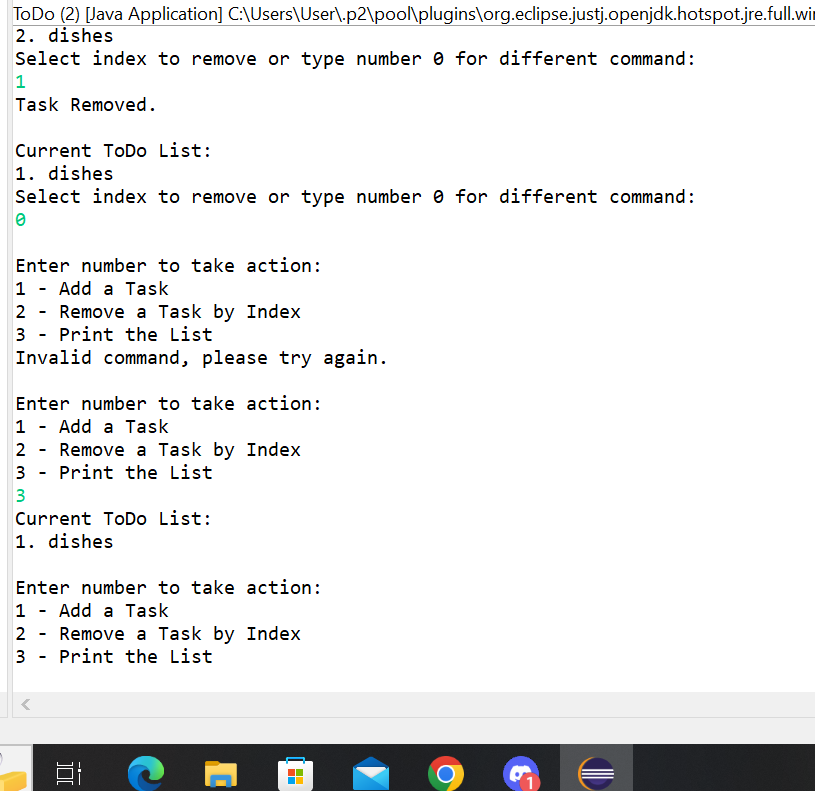 ToDo (2) [Java Application] C:\Users\User\.p2\pool\plugins\org.eclipse.justj.openjdk.hotspot.jre.full.wi
2. dishes
Select index to remove or type number 0 for different command:
1
Task Removed.
Current ToDo List:
1. dishes
Select index to remove or type number 0 for different command:
0
Enter number to take action:
1 - Add a Task
2 - Remove a Task by Index
3 - Print the List
Invalid command, please try again.
Enter number to take action:
1 - Add a Task
2 - Remove a Task by Index
3 - Print the List
3
Current ToDo List:
1. dishes
Enter number to take action:
1 - Add a Task
2 - Remove a Task by Index
3 - Print the List
1